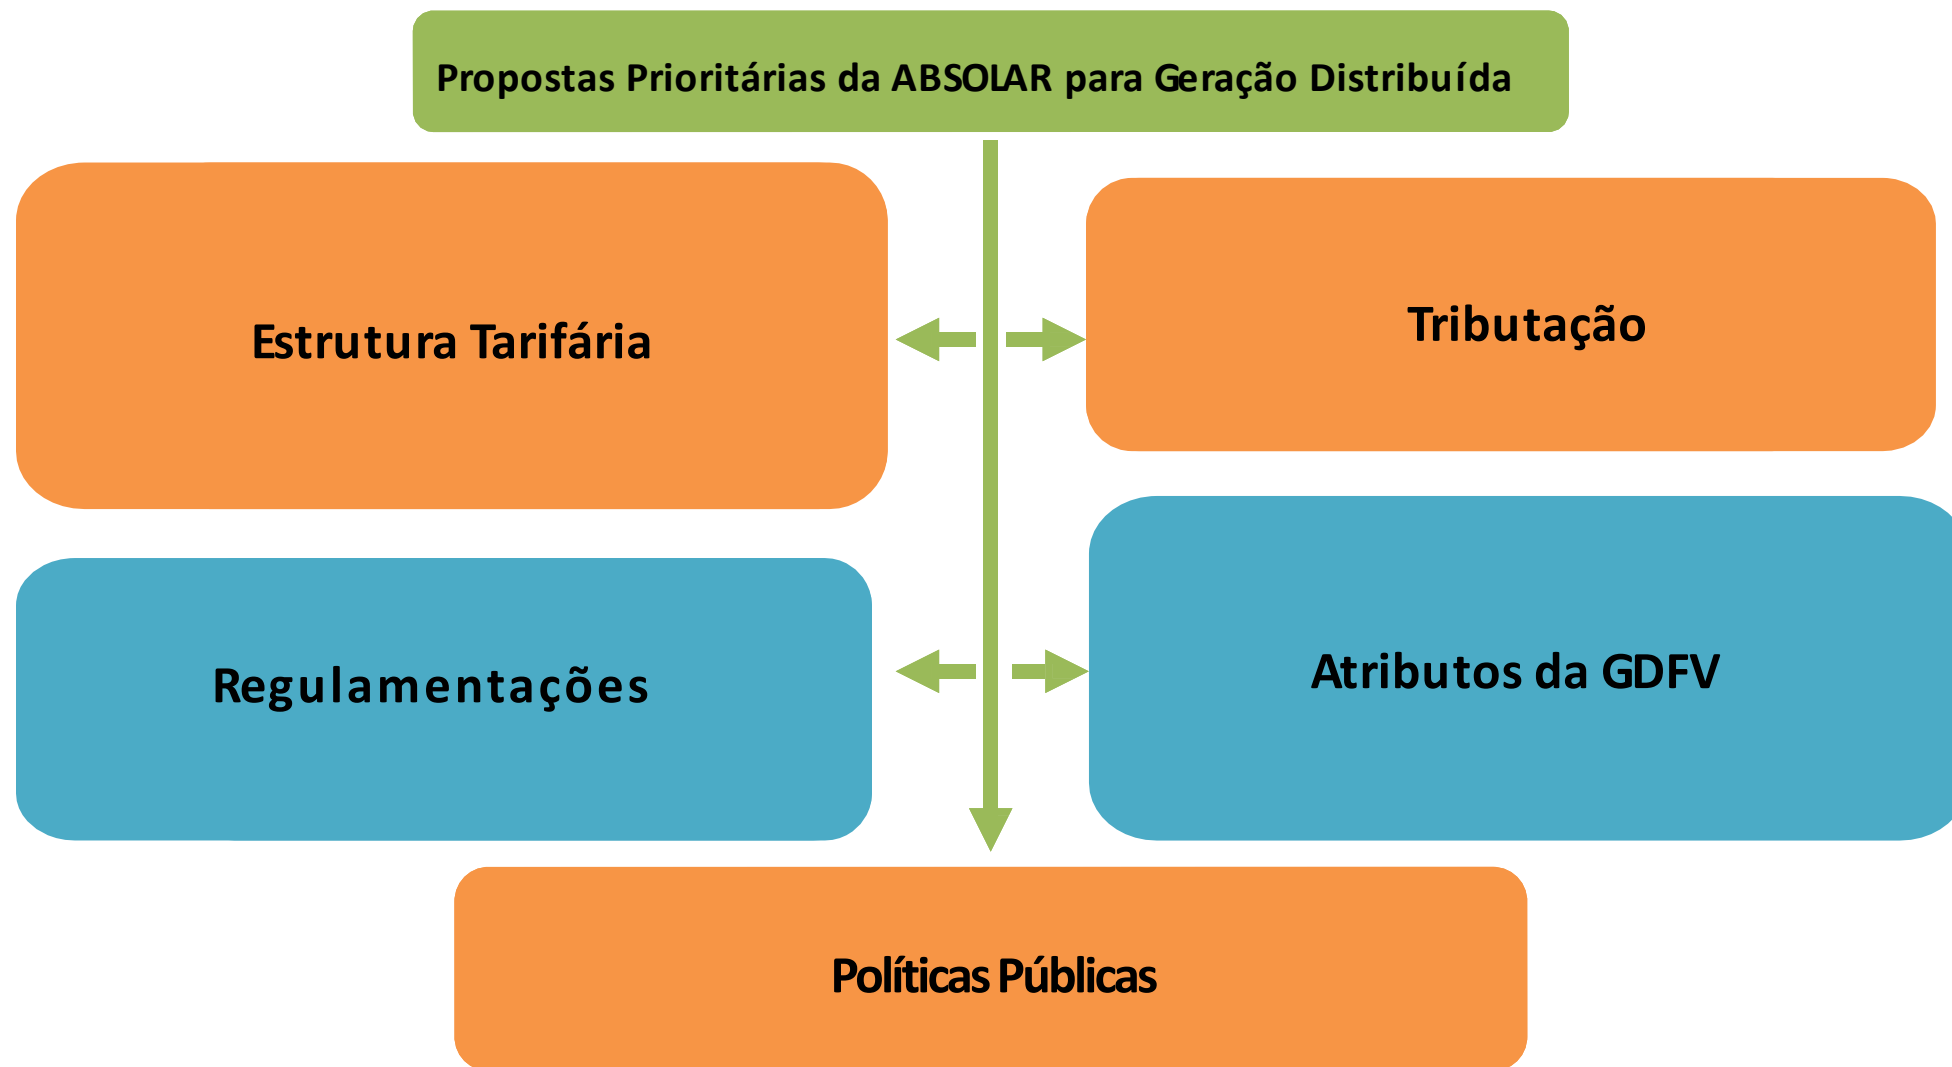 Propostas Prioritárias da ABSOLAR para Geração Distribuída
Estrutura Tarifária
Tributação
Regulamentações
Atributos da GDFV
Políticas Públicas